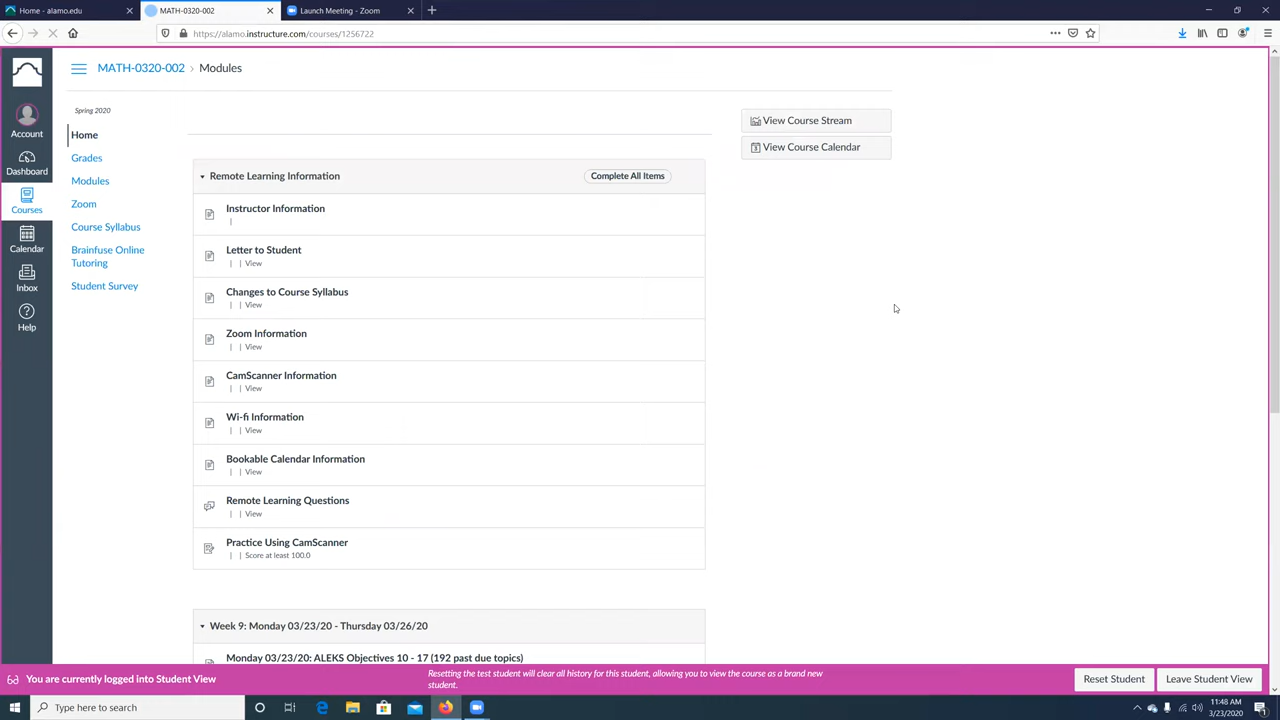 Home - alamo.edu
MATH-0320-002
Launch Meeting - Zoom
https://alamo.instructure.com/courses/1256722
MATH-0320-002 › Modules
Spring 2020
Account
Dashboard
Courses
Calendar
Inbox
Help
Home
Grades
Modules
Zoom
Course Syllabus
Brainfuse Online
Tutoring
Student Survey
View Course Stream
View Course Calendar
Remote Learning Information
Complete All Items
Instructor Information
|
Letter to Student
| | View
Changes to Course Syllabus
| | View
Zoom Information
| | View
CamScanner Information
| | View
Wi-fi Information
| | View
Bookable Calendar Information
| | View
Remote Learning Questions
| | View
Practice Using CamScanner
| | Score at least 100.0
Week 9: Monday 03/23/20 - Thursday 03/26/20
Monday 03/23/20: ALEKS Objectives 10 - 17 (192 past due topics)
You are currently logged into Student View
Resetting the test student will clear all history for this student, allowing you to view the course as a brand new
student.
Reset Student
Leave Student View
Type here to search
11:48 AM
3/23/2020